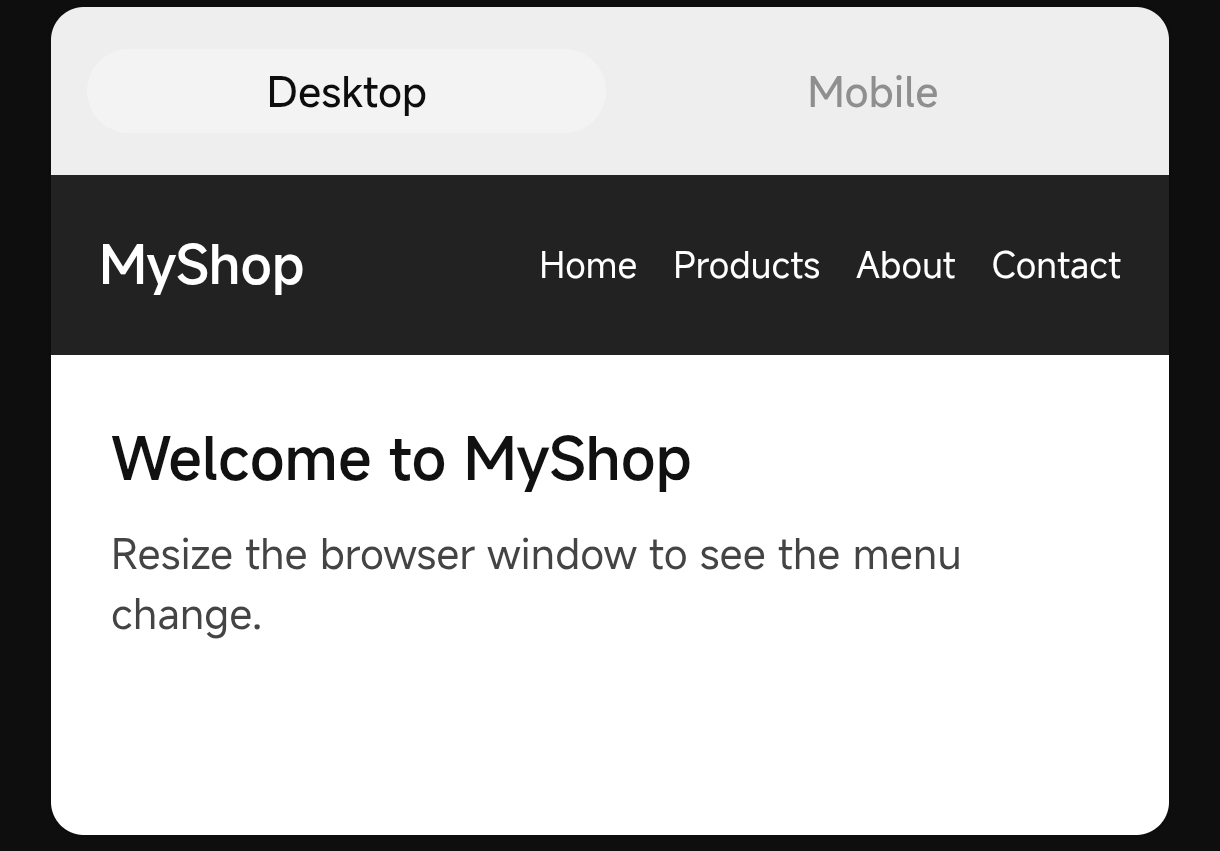 Desktop Mobile
MyShop Home Products About Contact
Welcome to MyShop
Resize the browser window to see the menu
change.